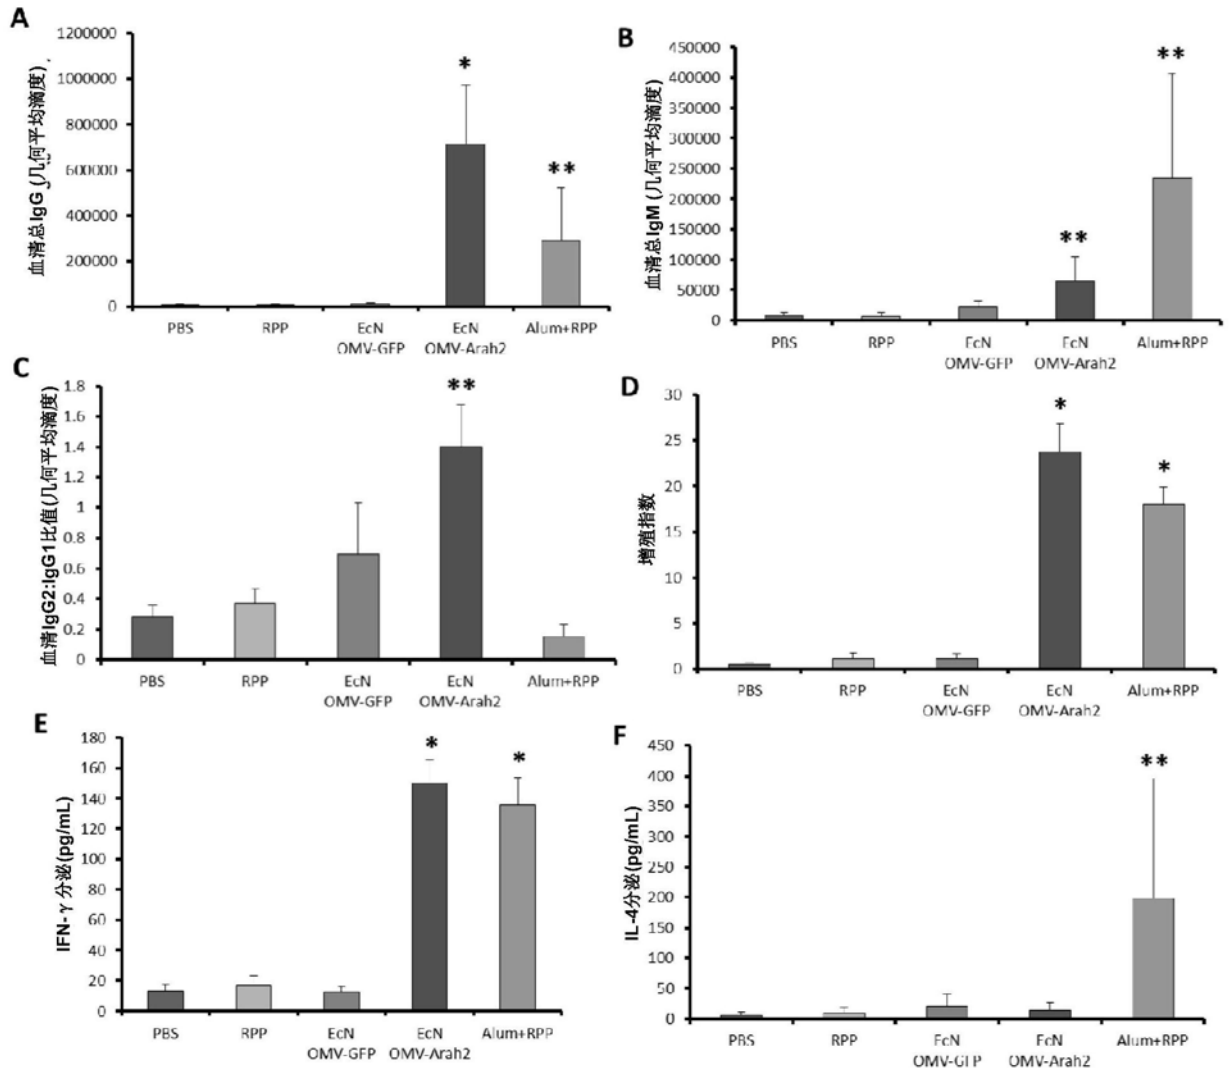 A
血清总IgG (几何平均滴度)
1200000
1000000
800000
600000
400000
200000
0
*
**
PBS
RPP
EcN
OMV-GFP
EcN
OMV-Arah2
Alum+RPP
B
血清总IgM (几何平均滴度)
450000
400000
350000
300000
250000
200000
150000
100000
50000
0
**
**
PBS
RPP
EcN
OMV-GFP
EcN
OMV-Arah2
Alum+RPP
C
血清IgG2:IgG1比值(几何平均滴度)
1.8
1.6
1.4
1.2
1
0.8
0.6
0.4
0.2
0
**
PBS
RPP
EcN
OMV-GFP
EcN
OMV-Arah2
Alum+RPP
D
增殖指数
30
25
20
15
10
5
0
*
*
PBS
RPP
EcN
OMV-GFP
EcN
OMV-Arah2
Alum+RPP
E
IFN-γ 分泌(pg/mL)
180
160
140
120
100
80
60
40
20
0
*
*
PBS
RPP
EcN
OMV-GFP
EcN
OMV-Arah2
Alum+RPP
F
IL-4分泌(pg/mL)
450
400
350
300
250
200
150
100
50
0
**
PBS
RPP
EcN
OMV-GFP
EcN
OMV-Arah2
Alum+RPP